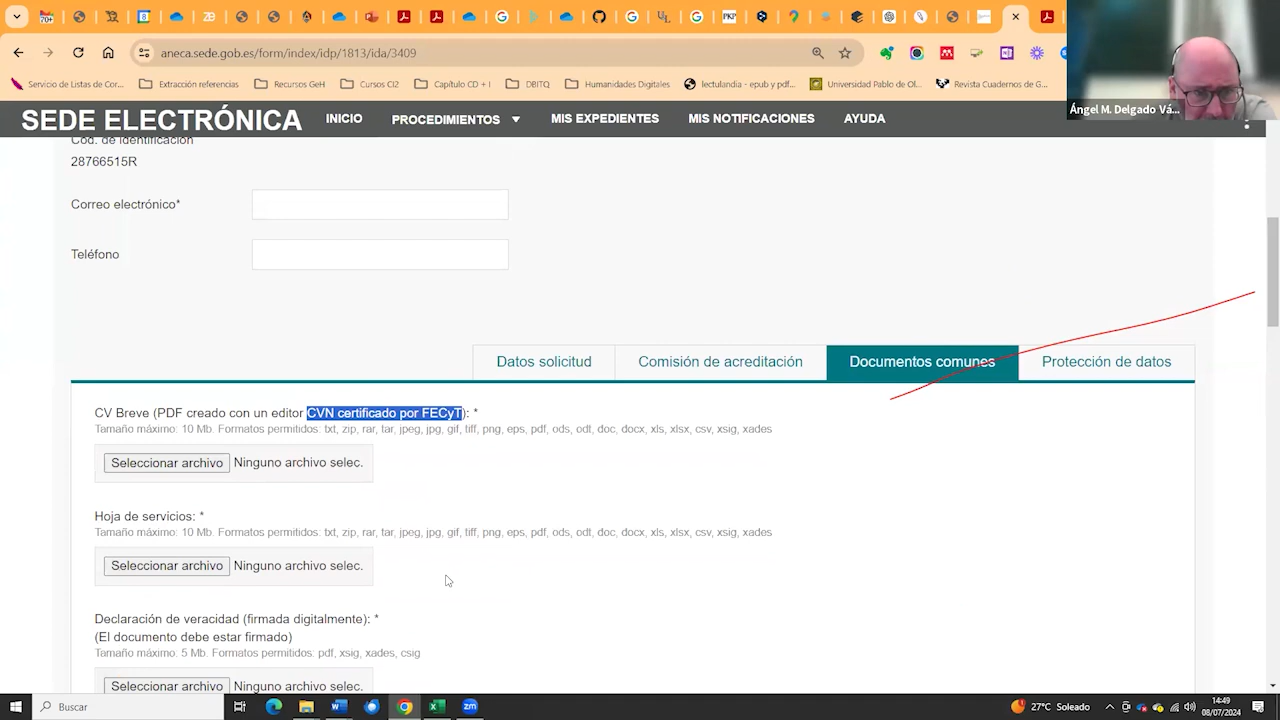 70+
aneca.sede.gob.es/form/index/idp/1813/ida/3409
Servicio de Listas de Cor...
Extracción referencias
Recursos GeH
Cursos CI2
Capítulo CD + I
DBITQ
Humanidades Digitales
lectulandia - epub y pdf...
Universidad Pablo de Ol...
Revista Cuadernos de G...
Ángel M. Delgado Vá...
SEDE ELECTRÓNICA
INICIO
PROCEDIMIENTOS
MIS EXPEDIENTES
MIS NOTIFICACIONES
AYUDA
Cód. de identificación
28766515R
Correo electrónico*
Teléfono
Datos solicitud
Comisión de acreditación
Documentos comunes
Protección de datos
CV Breve (PDF creado con un editor CVN certificado por FECyT): *
Tamaño máximo: 10 Mb. Formatos permitidos: txt, zip, rar, tar, jpeg, jpg, gif, tiff, png, eps, pdf, ods, odt, doc, docx, xls, xlsx, csv, xsig, xades
Seleccionar archivo Ninguno archivo selec.
Hoja de servicios: *
Tamaño máximo: 10 Mb. Formatos permitidos: txt, zip, rar, tar, jpeg, jpg, gif, tiff, png, eps, pdf, ods, odt, doc, docx, xls, xlsx, csv, xsig, xades
Seleccionar archivo Ninguno archivo selec.
Declaración de veracidad (firmada digitalmente): *
(El documento debe estar firmado)
Tamaño máximo: 5 Mb. Formatos permitidos: pdf, xsig, xades, csig
Seleccionar archivo Ninguno archivo selec.
Buscar
27°C Soleado
14:49
08/07/2024